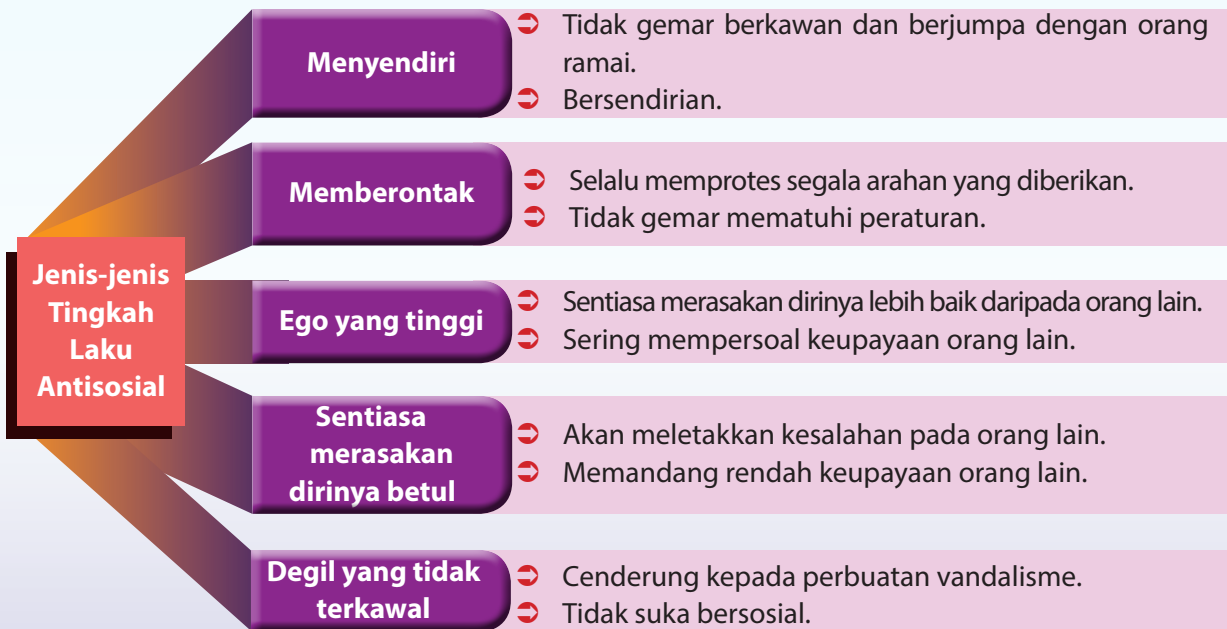 Jenis-jenis
Tingkah
Laku
Antisosial
Menyendiri
Tidak gemar berkawan dan berjumpa dengan orang
ramai.
Bersendirian.
Memberontak
Selalu memprotes segala arahan yang diberikan.
Tidak gemar mematuhi peraturan.
Ego yang tinggi
Sentiasa merasakan dirinya lebih baik daripada orang lain.
Sering mempersoal keupayaan orang lain.
Sentiasa
merasakan
dirinya betul
Akan meletakkan kesalahan pada orang lain.
Memandang rendah keupayaan orang lain.
Degil yang tidak
terkawal
Cenderung kepada perbuatan vandalisme.
Tidak suka bersosial.